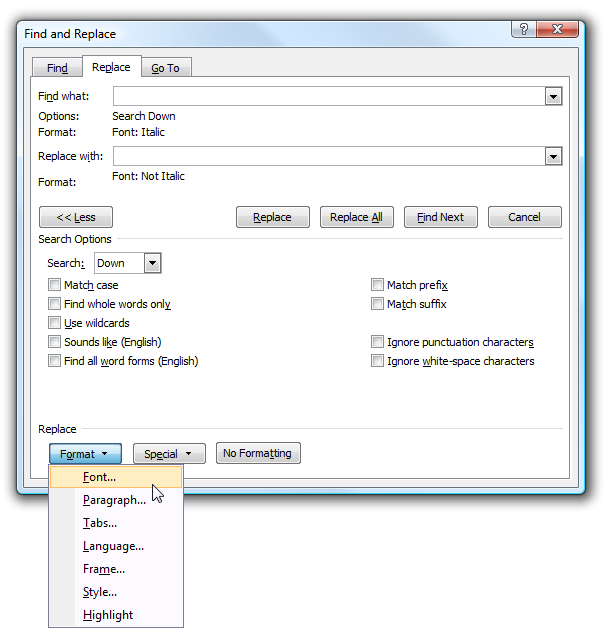 Find and Replace
Find Replace Go To
Find what:
Options: Search Down
Format: Font: Italic
Replace with:
Format: Font: Not Italic
<< Less Replace Replace All Find Next Cancel
Search Options
Search: Down
Match case Match prefix
Find whole words only Match suffix
Use wildcards
Sounds like (English) Ignore punctuation characters
Find all word forms (English) Ignore white-space characters
Replace
Format Special No Formatting
Font...
Paragraph...
Tabs...
Language...
Frame...
Style...
Highlight